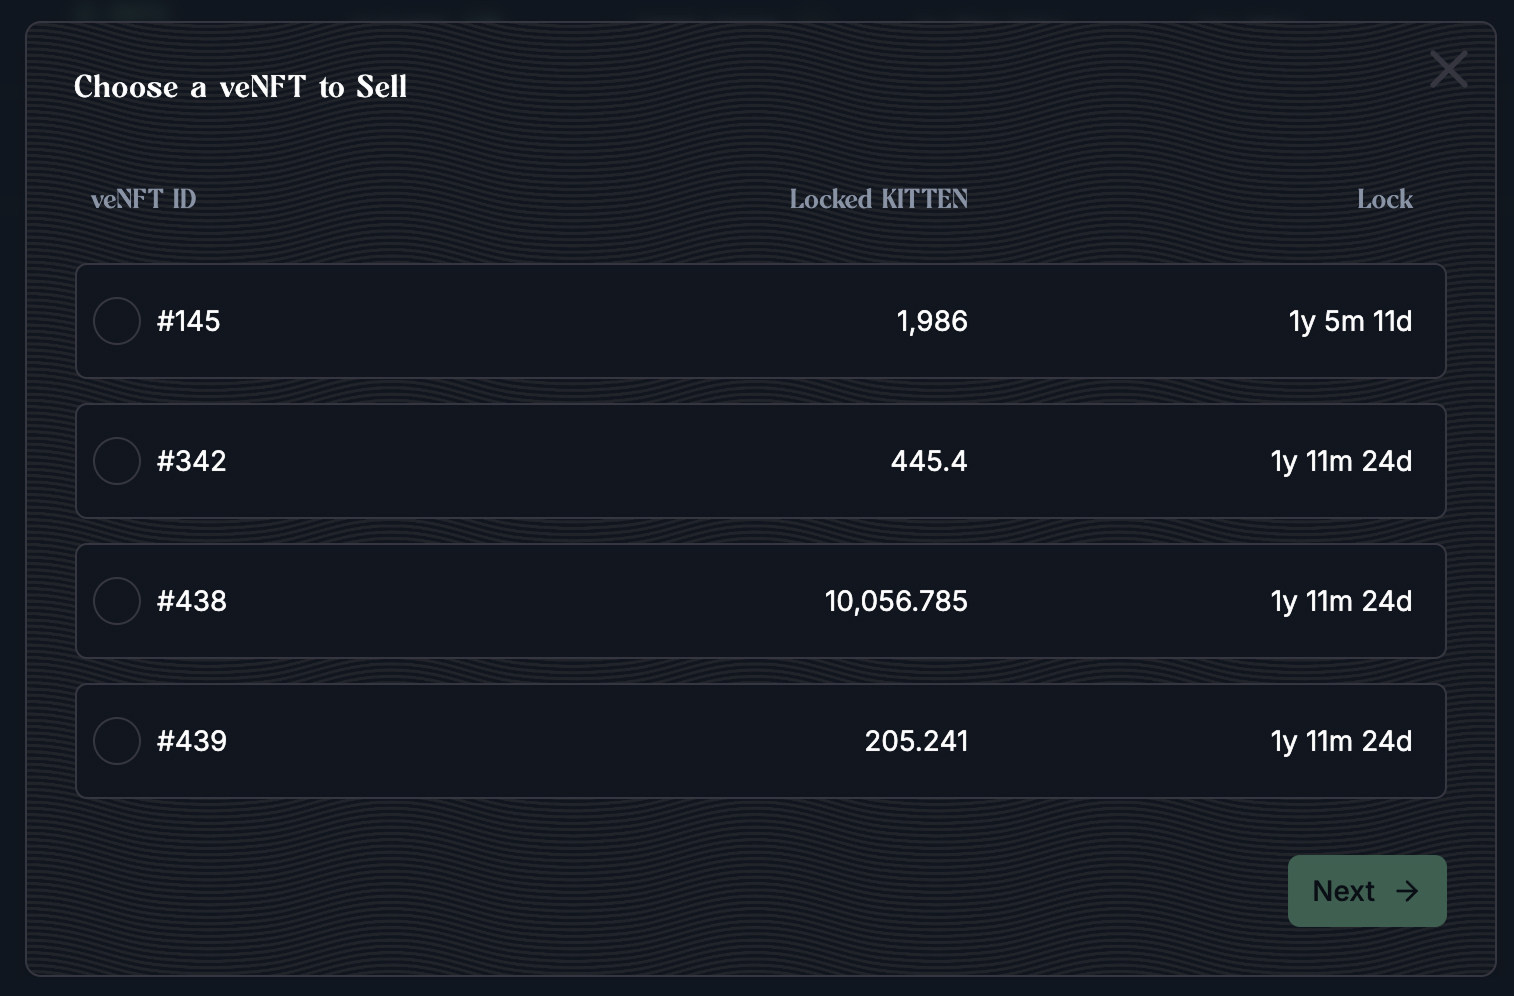 Choose a veNFT to Sell
veNFT ID Locked KITTEN Lock
#145 1,986 1y 5m 11d
#342 445.4 1y 11m 24d
#438 10,056.785 1y 11m 24d
#439 205.241 1y 11m 24d
Next →